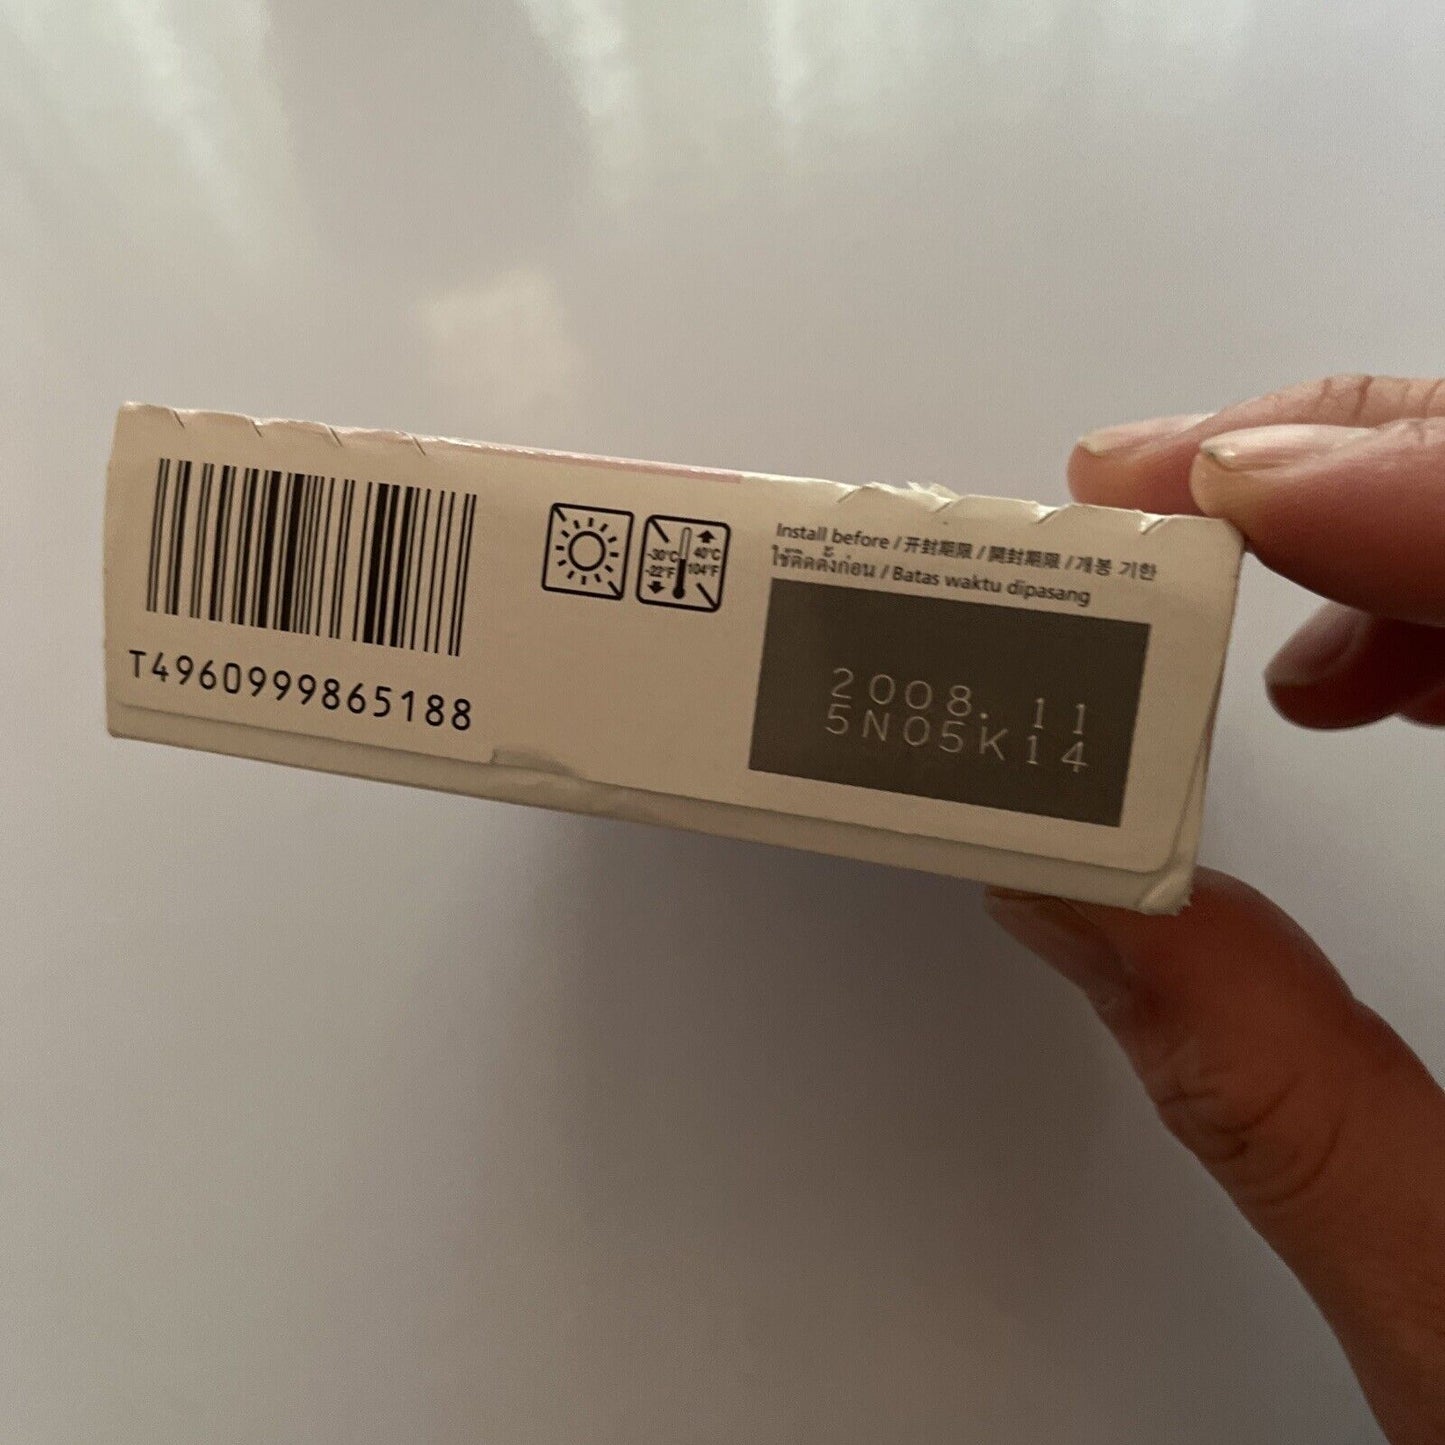 T4960999865188
-30°C
-22°F
40°C
104°F
Install before / 开封期限 / 開封期限 / 개봉 기한
ใช้ติดตั้งก่อน / Batas waktu dipasang
2008. 11
5N05K14